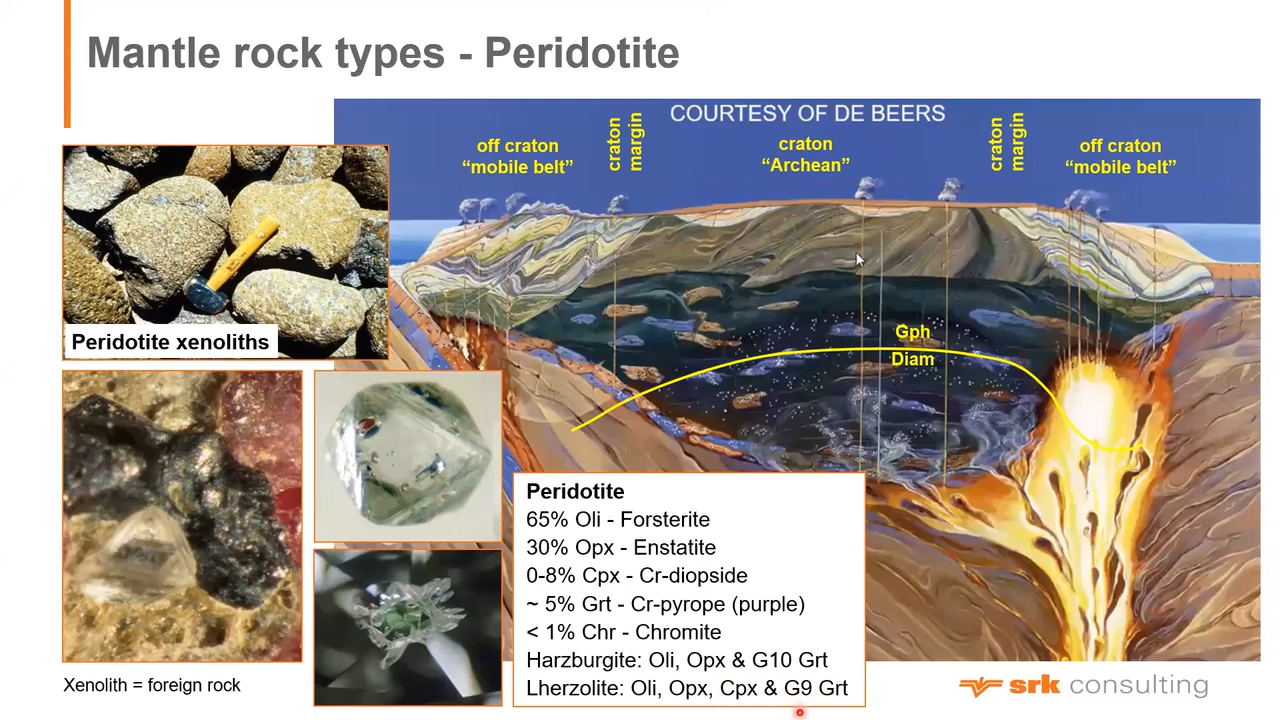 Mantle rock types - Peridotite
COURTESY OF DE BEERS
off craton
“mobile belt”
craton
margin
craton
“Archean”
craton
margin
off craton
“mobile belt”
Gph
Diam
Peridotite xenoliths
Peridotite
65% Oli - Forsterite
30% Opx - Enstatite
0-8% Cpx - Cr-diopside
~ 5% Grt - Cr-pyrope (purple)
< 1% Chr - Chromite
Harzburgite: Oli, Opx & G10 Grt
Lherzolite: Oli, Opx, Cpx & G9 Grt
Xenolith = foreign rock
srk consulting